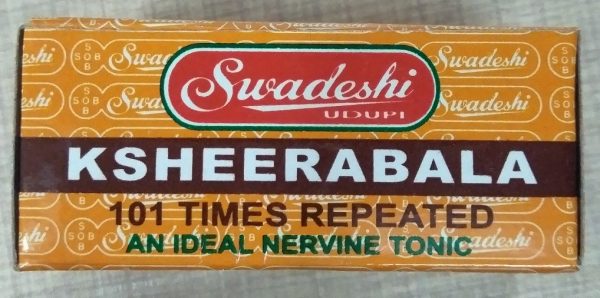 Swadeshi
UDUPI
KSHEERABALA
101 TIMES REPEATED
AN IDEAL NERVINE TONIC